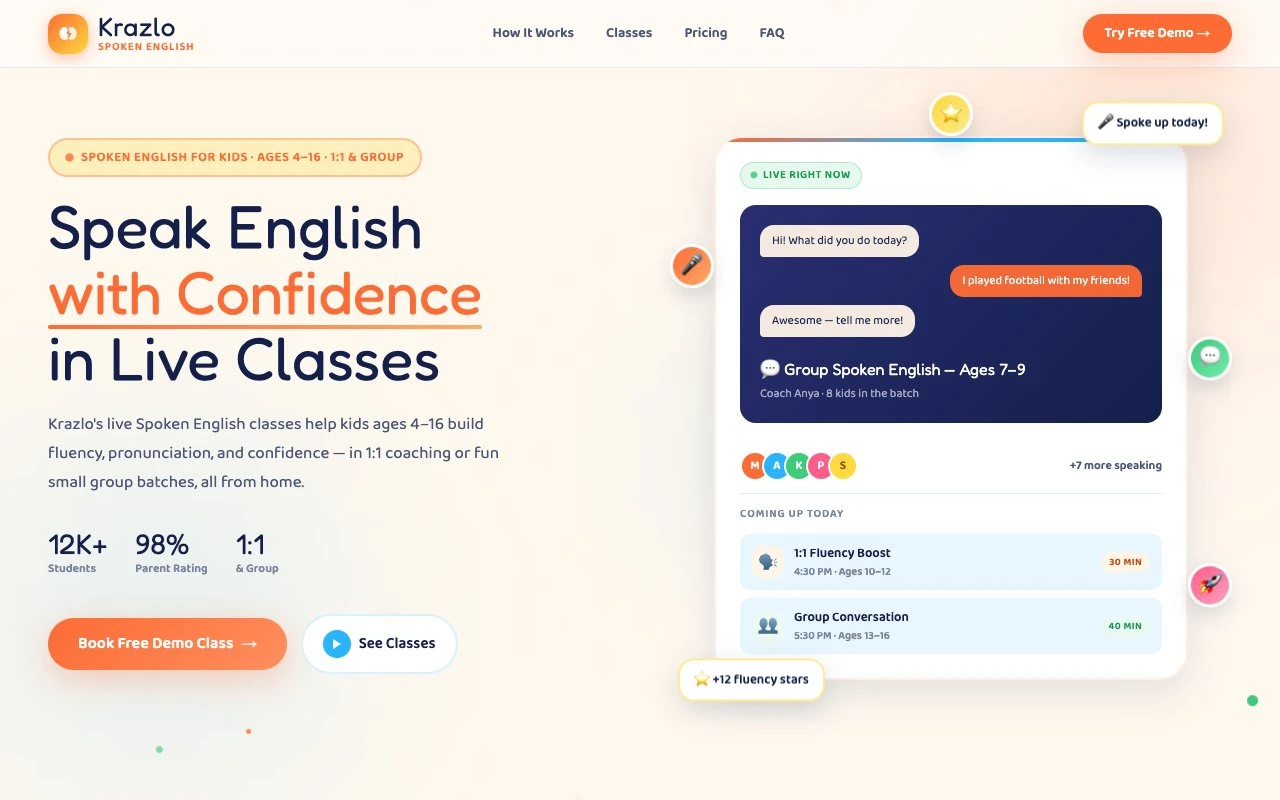 Krazlo
SPOKEN ENGLISH
How It Works
Classes
Pricing
FAQ
Try Free Demo →
SPOKEN ENGLISH FOR KIDS · AGES 4–16 · 1:1 & GROUP
Speak English
with Confidence
in Live Classes
Krazlo's live Spoken English classes help kids ages 4–16 build
fluency, pronunciation, and confidence — in 1:1 coaching or fun
small group batches, all from home.
12K+
Students
98%
Parent Rating
1:1
& Group
Book Free Demo Class →
See Classes
Spoke up today!
LIVE RIGHT NOW
Hi! What did you do today?
I played football with my friends!
Awesome — tell me more!
Group Spoken English — Ages 7–9
Coach Anya · 8 kids in the batch
M
A
K
P
S
+7 more speaking
COMING UP TODAY
1:1 Fluency Boost
4:30 PM · Ages 10–12
30 MIN
Group Conversation
5:30 PM · Ages 13–16
40 MIN
+12 fluency stars